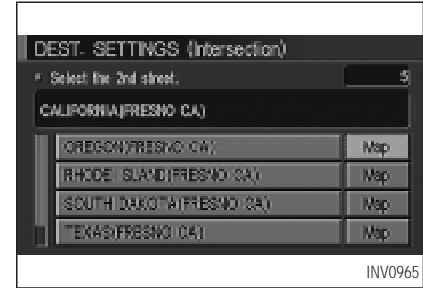 DEST. SETTINGS (Intersection)
Select the 2nd street. 5
CALIFORNIA(FRESNO CA)
OREGON(FRESNO CA) Map
RHODE ISLAND(FRESNO CA) Map
SOUTH DAKOTA(FRESNO CA) Map
TEXAS(FRESNO CA) Map
INV0965